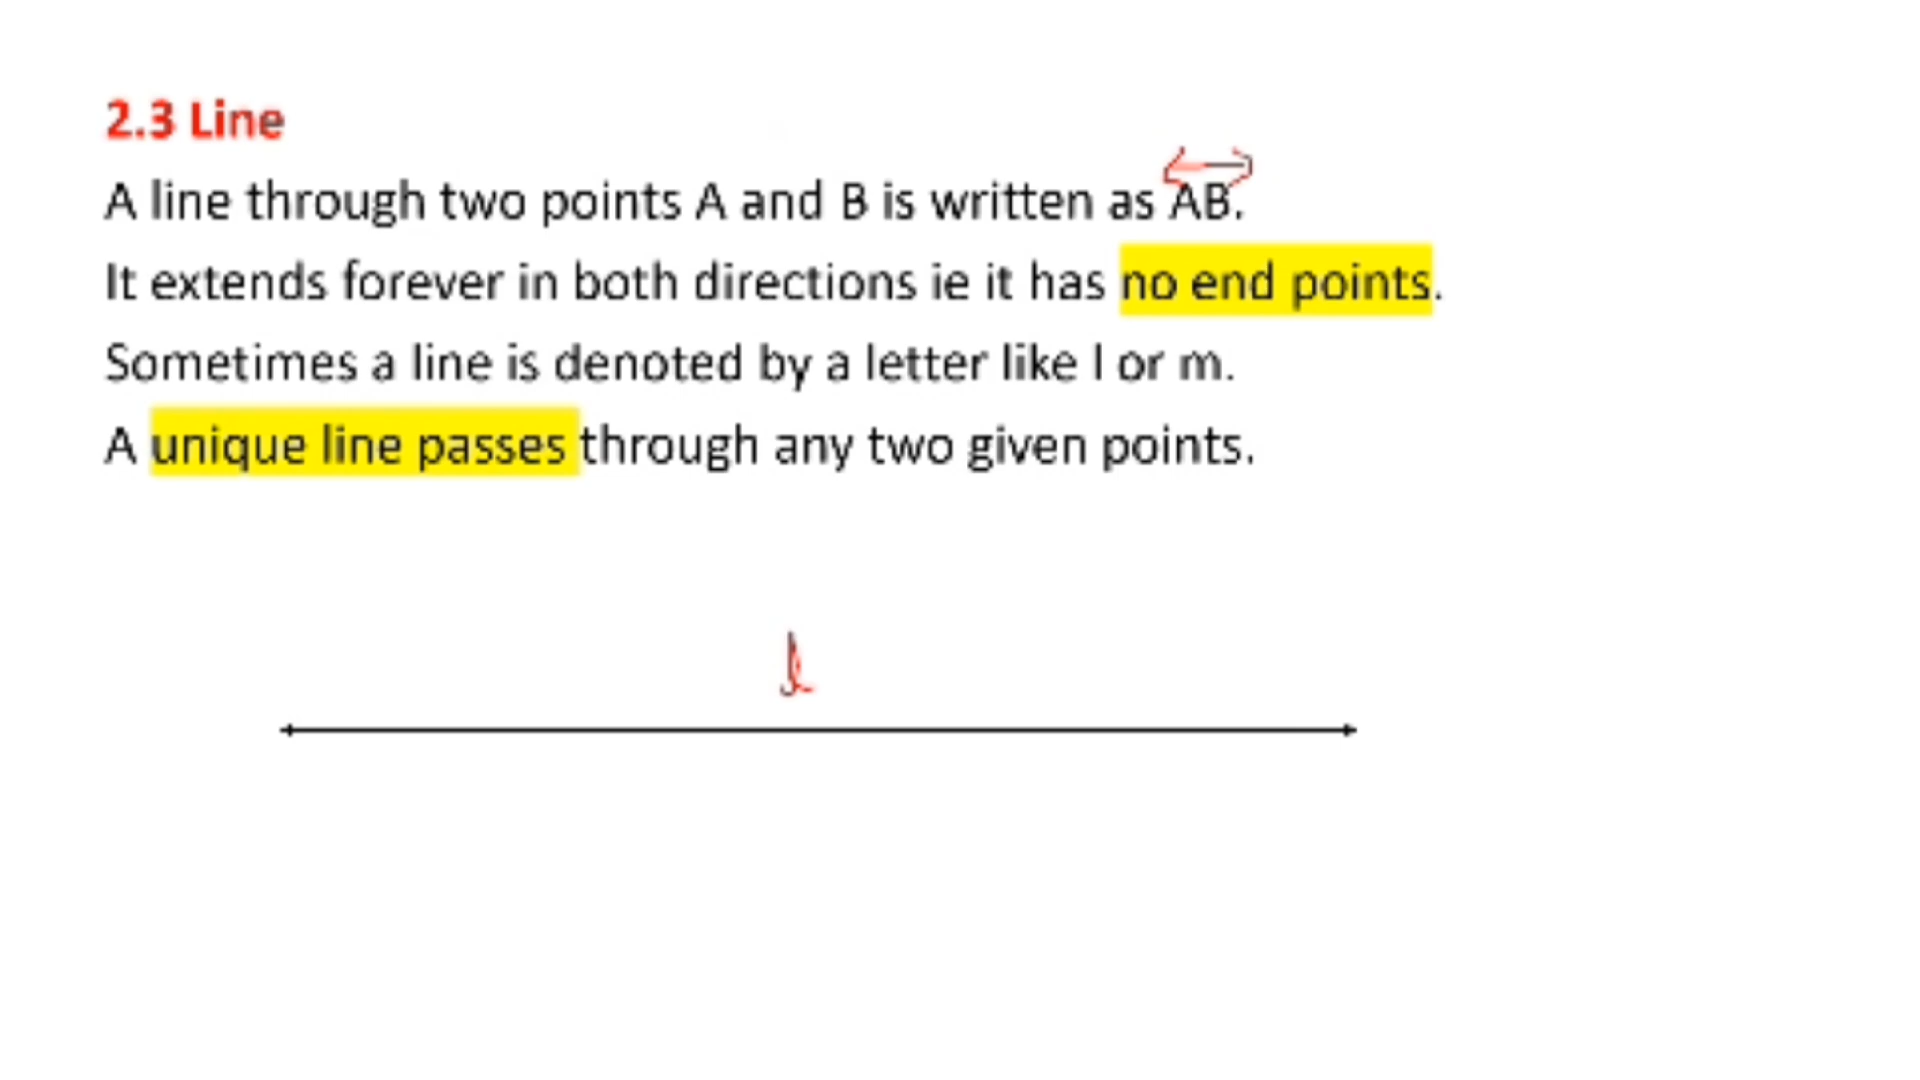 2.3 Line
A line through two points A and B is written as AB.
It extends forever in both directions ie it has no end points.
Sometimes a line is denoted by a letter like l or m.
A unique line passes through any two given points.
l